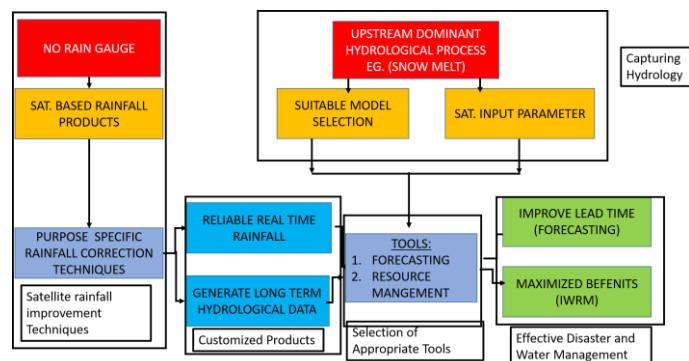 NO RAIN GAUGE
SAT. BASED RAINFALL
PRODUCTS
PURPOSE SPECIFIC
RAINFALL CORRECTION
TECHNIQUES
Satellite rainfall
improvement
Techniques
UPSTREAM DOMINANT
HYDROLOGICAL PROCESS
EG. (SNOW MELT)
SUITABLE MODEL
SELECTION
SAT. INPUT PARAMETER
Capturing
Hydrology
RELIABLE REAL TIME
RAINFALL
GENERATE LONG TERM
HYDROLOGICAL DATA
Customized Products
TOOLS:
1. FORECASTING
2. RESOURCE
MANGEMENT
Selection of
Appropriate Tools
IMPROVE LEAD TIME
(FORECASTING)
MAXIMIZED BEFENITS
(IWRM)
Effective Disaster and
Water Management